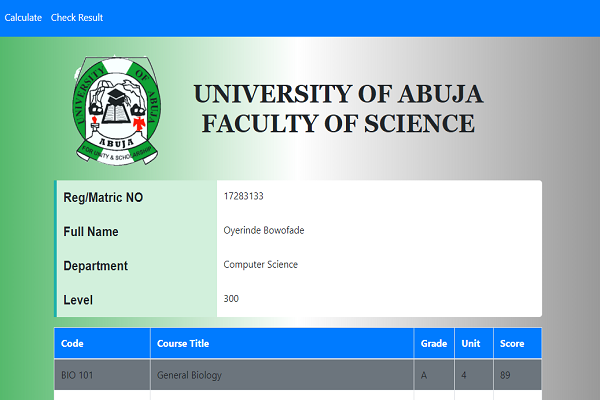 Calculate Check Result
UNIVERSITY OF ABUJA
ABUJA
FOR UNITY & SCHOLARSHIP
UNIVERSITY OF ABUJA
FACULTY OF SCIENCE
Reg/Matric NO 17283133
Full Name Oyerinde Bowofade
Department Computer Science
Level 300
Code Course Title Grade Unit Score
BIO 101 General Biology A 4 89